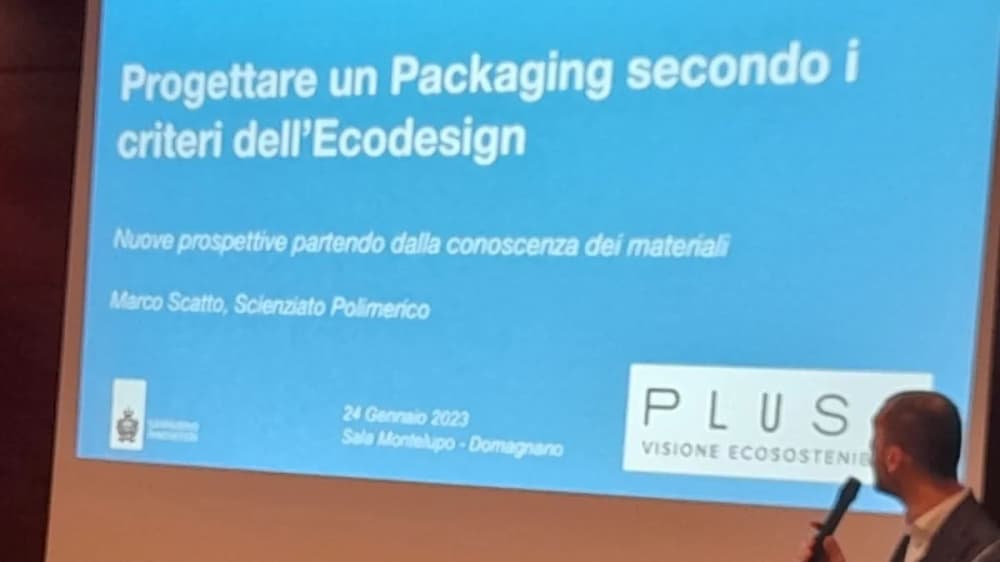 Progettare un Packaging secondo i
criteri dell'Ecodesign
Nuove prospettive partendo dalla conoscenza dei materiali
Marco Scatto, Scienziato Polimerico
24 Gennaio 2023
Sala Montelupo - Domagnano
PLUS
VISIONE ECOSOSTENIB